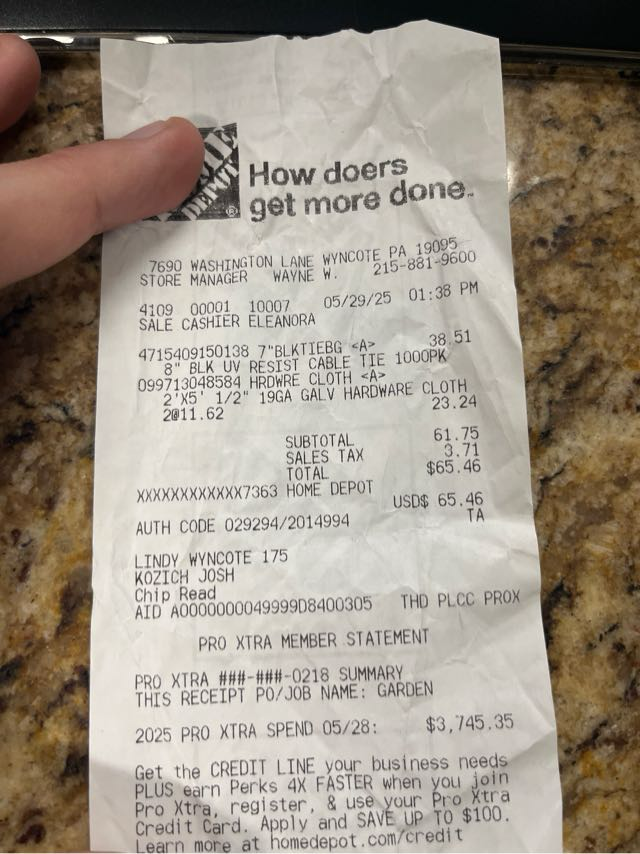 DEPOT
How doers
get more done.
7690 WASHINGTON LANE WYNCOTE PA 19095
STORE MANAGER WAYNE W. 215-881-9600
4109 00001 10007 05/29/25 01:38 PM
SALE CASHIER ELEANORA
4715409150138 7"BLKTIEBG <A> 38.51
8" BLK UV RESIST CABLE TIE 1000PK
099713048584 HRDWRE CLOTH <A>
2'X5' 1/2" 19GA GALV HARDWARE CLOTH
2@11.62 23.24
SUBTOTAL 61.75
SALES TAX 3.71
TOTAL $65.46
XXXXXXXXXXXX7363 HOME DEPOT
USD$ 65.46
AUTH CODE 029294/2014994 TA
LINDY WYNCOTE 175
KOZICH JOSH
Chip Read
AID A0000000049999D8400305 THD PLCC PROX
PRO XTRA MEMBER STATEMENT
PRO XTRA ###-###-0218 SUMMARY
THIS RECEIPT PO/JOB NAME: GARDEN
2025 PRO XTRA SPEND 05/28: $3,745.35
Get the CREDIT LINE your business needs
PLUS earn Perks 4X FASTER when you join
Pro Xtra, register, & use your Pro Xtra
Credit Card. Apply and SAVE UP TO $100.
Learn more at homedepot.com/credit